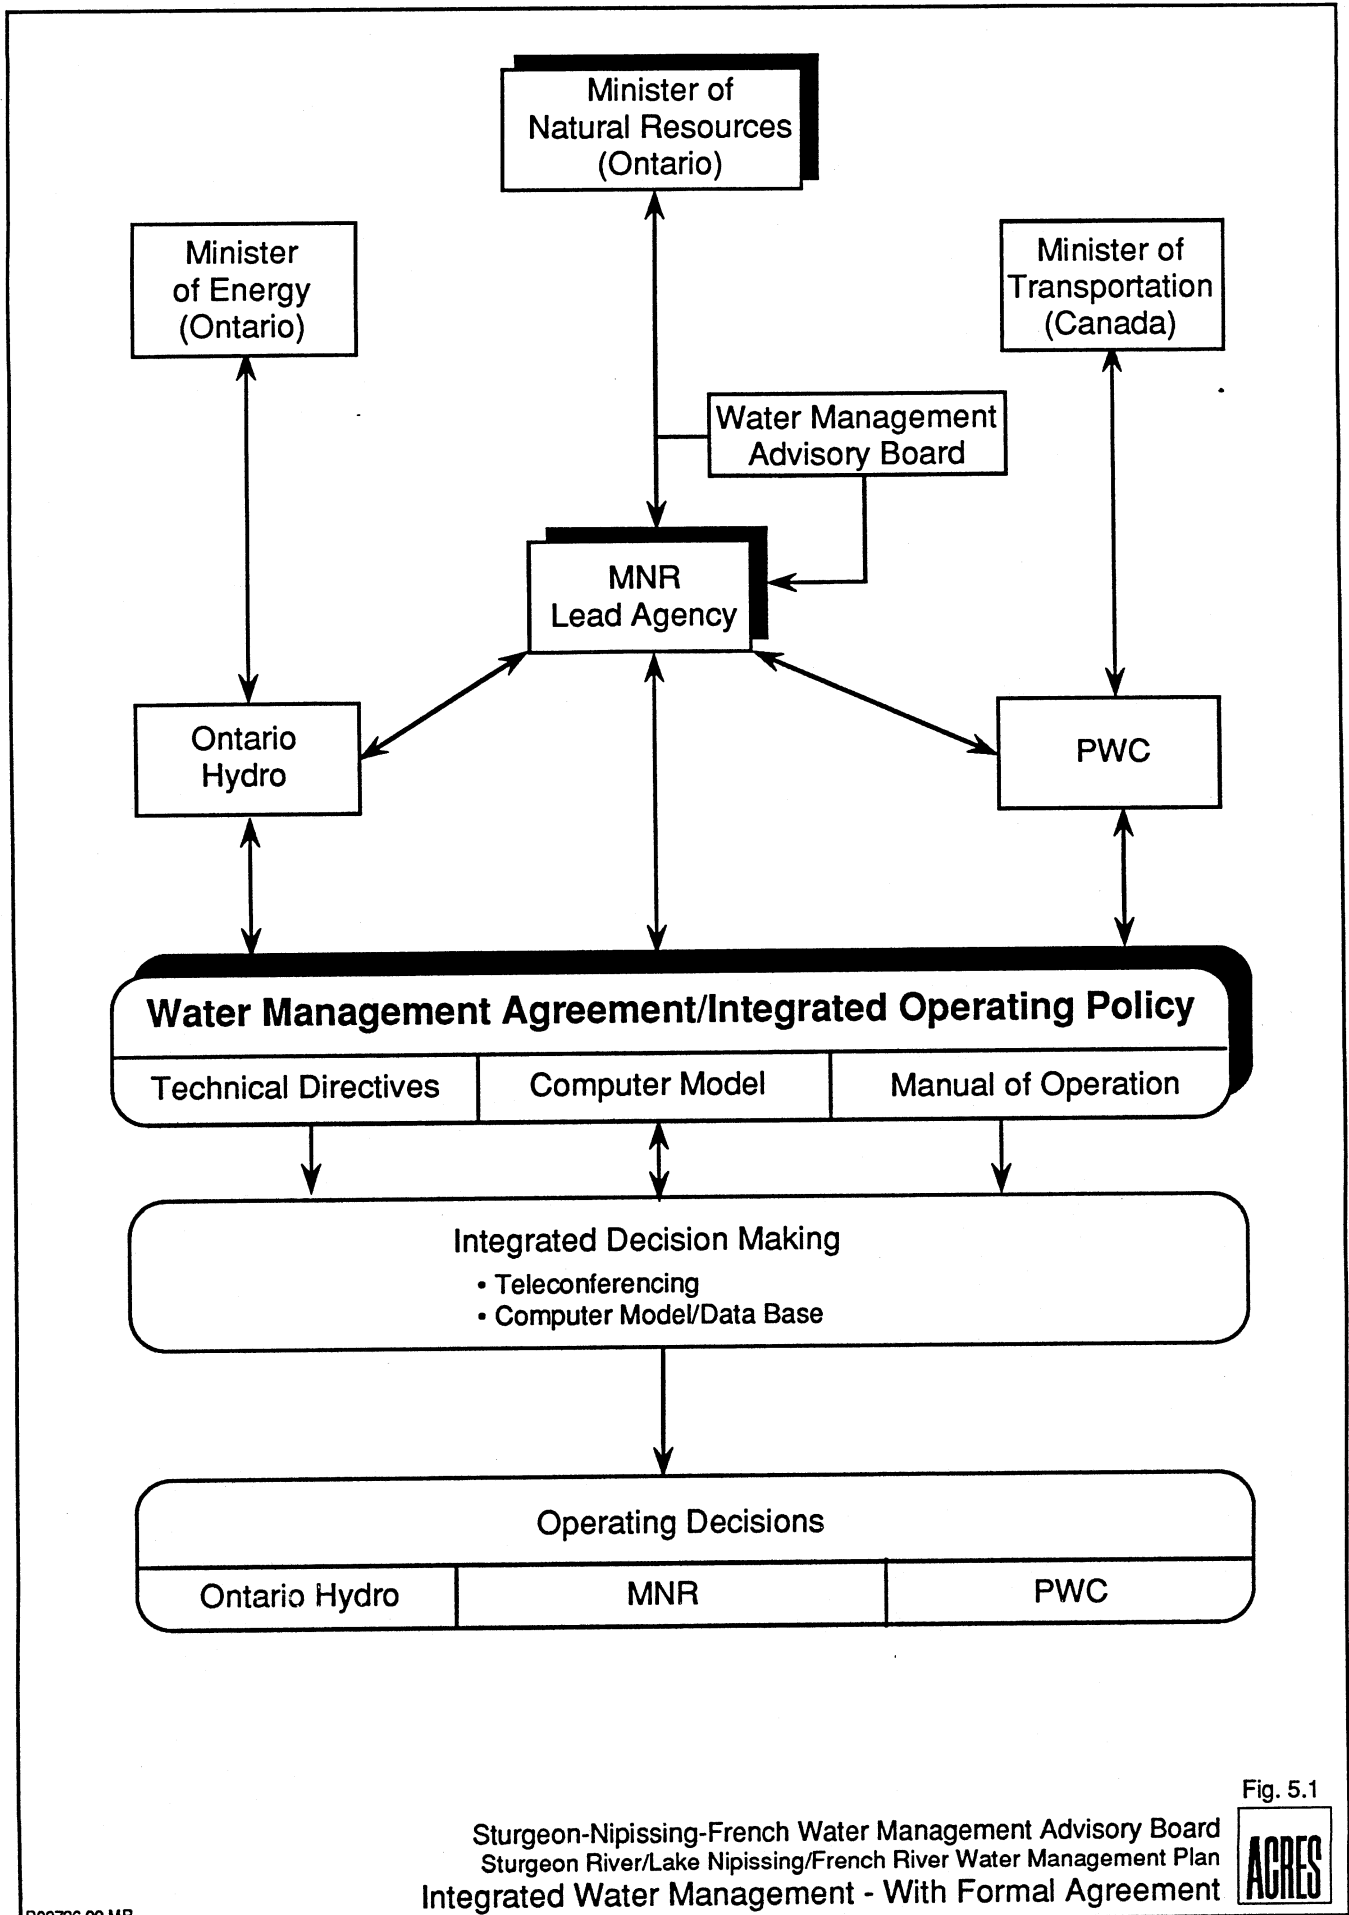 Minister of
Natural Resources
(Ontario)
Minister
of Energy
(Ontario)
Minister of
Transportation
(Canada)
Water Management
Advisory Board
MNR
Lead Agency
Ontario
Hydro
PWC
Water Management Agreement/Integrated Operating Policy
Technical Directives
Computer Model
Manual of Operation
Integrated Decision Making
• Teleconferencing
• Computer Model/Data Base
Operating Decisions
Ontario Hydro
MNR
PWC
Fig. 5.1
Sturgeon-Nipissing-French Water Management Advisory Board
Sturgeon River/Lake Nipissing/French River Water Management Plan
Integrated Water Management - With Formal Agreement
ACRES